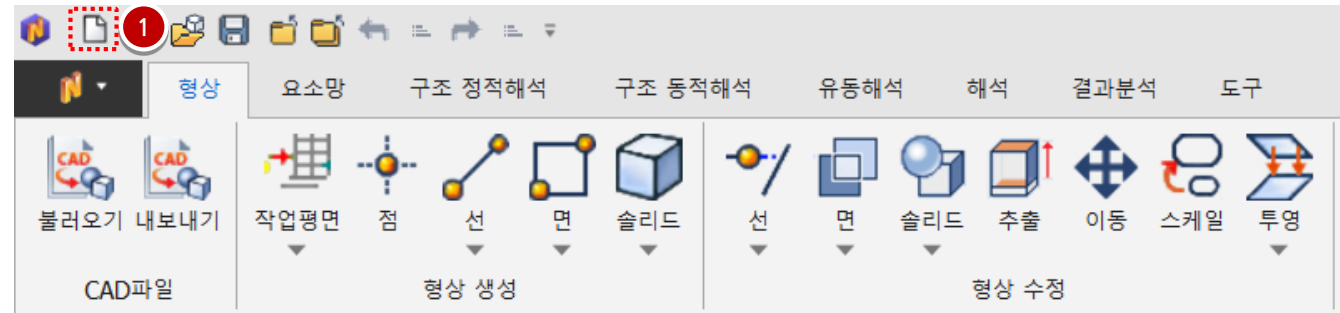 1
형상 요소망 구조 정적해석 구조 동적해석 유동해석 해석 결과분석 도구
CAD CAD
불러오기 내보내기 작업평면 점 선 면 솔리드 선 면 솔리드 추출 이동 스케일 투영
CAD파일 형상 생성 형상 수정